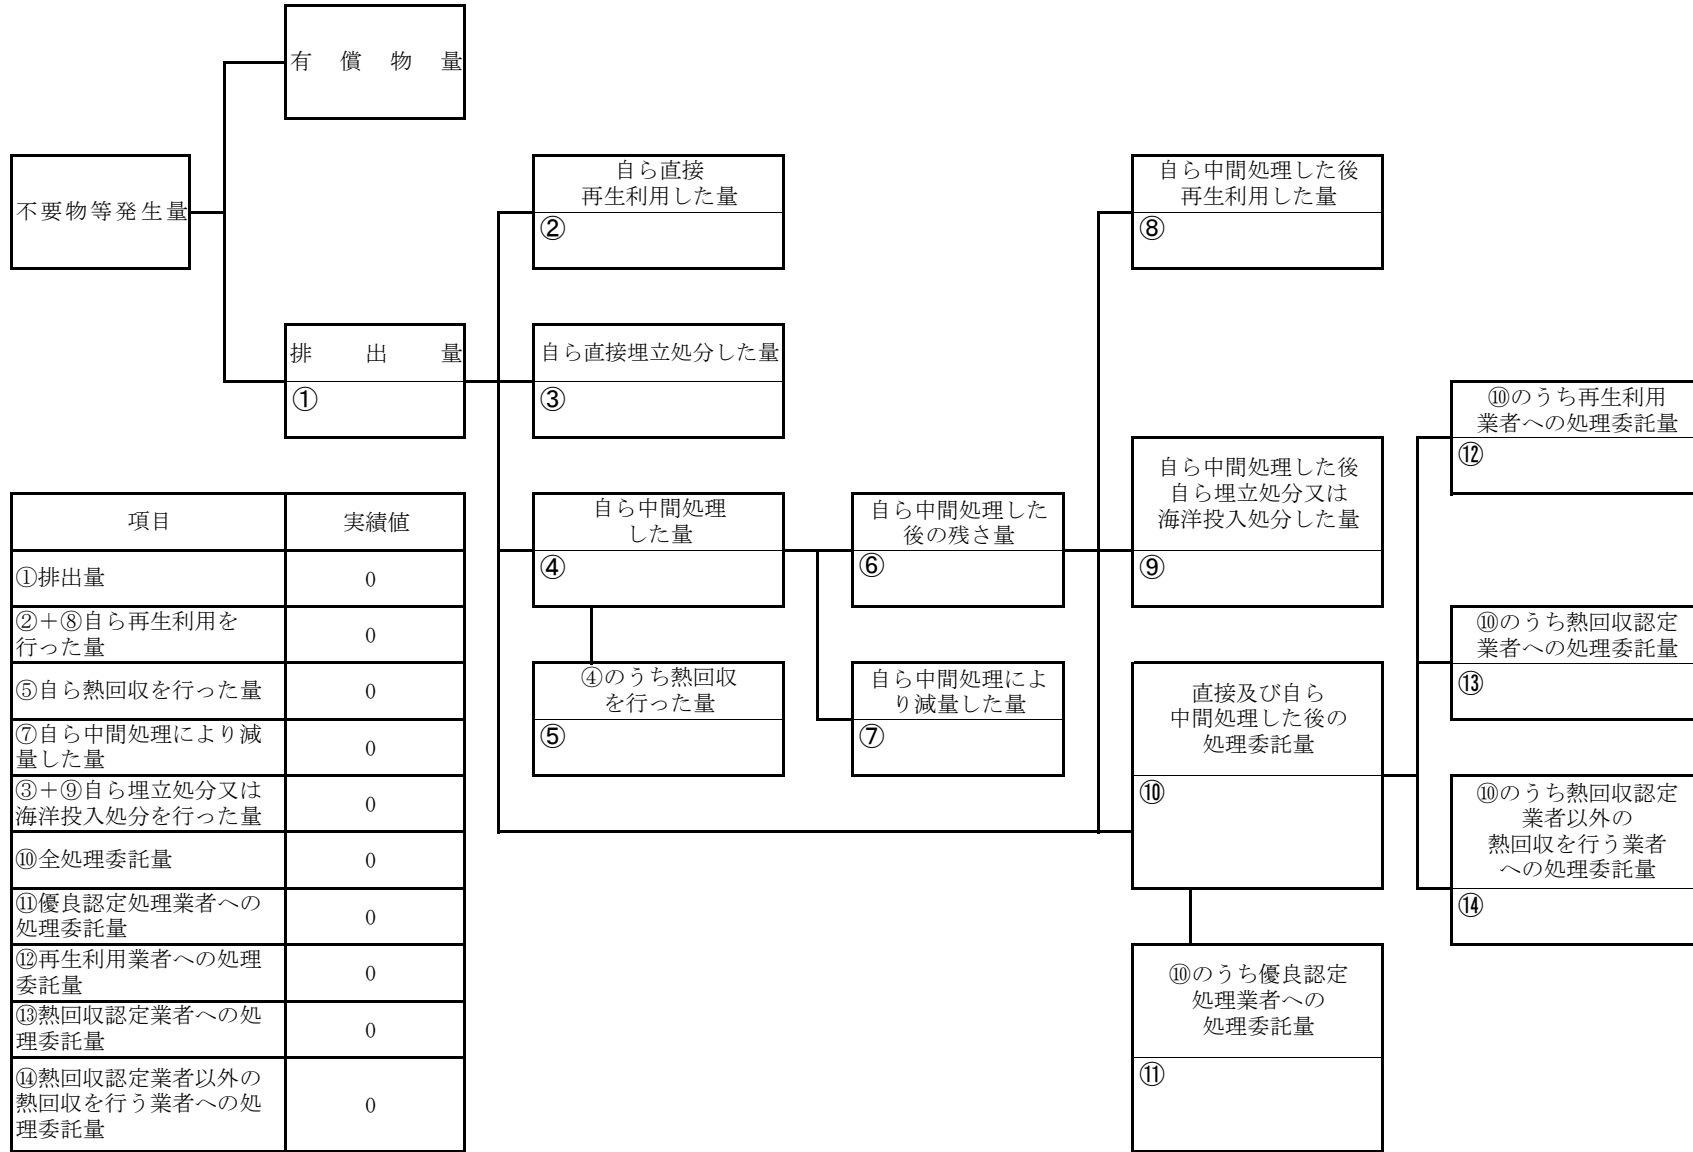 有償物量
不要物等発生量
自ら直接
再生利用した量
②
自ら中間処理した後
再生利用した量
⑧
排出量
①
自ら直接埋立処分した量
③
⑩のうち再生利用
業者への処理委託量
⑫
自ら中間処理
した量
④
自ら中間処理した
後の残さ量
⑥
自ら中間処理した後
自ら埋立処分又は
海洋投入処分した量
⑨
⑩のうち熱回収認定
業者への処理委託量
⑬
④のうち熱回収
を行った量
⑤
自ら中間処理によ
り減量した量
⑦
直接及び自ら
中間処理した後の
処理委託量
⑩
⑩のうち熱回収認定
業者以外の
熱回収を行う業者
への処理委託量
⑭
⑩のうち優良認定
処理業者への
処理委託量
⑪
項目 実績値
①排出量 0
②+⑧自ら再生利用を
行った量 0
⑤自ら熱回収を行った量 0
⑦自ら中間処理により減
量した量 0
③+⑨自ら埋立処分又は
海洋投入処分を行った量 0
⑩全処理委託量 0
⑪優良認定処理業者への
処理委託量 0
⑫再生利用業者への処理
委託量 0
⑬熱回収認定業者への処
理委託量 0
⑭熱回収認定業者以外の
熱回収を行う業者への処 0
理委託量